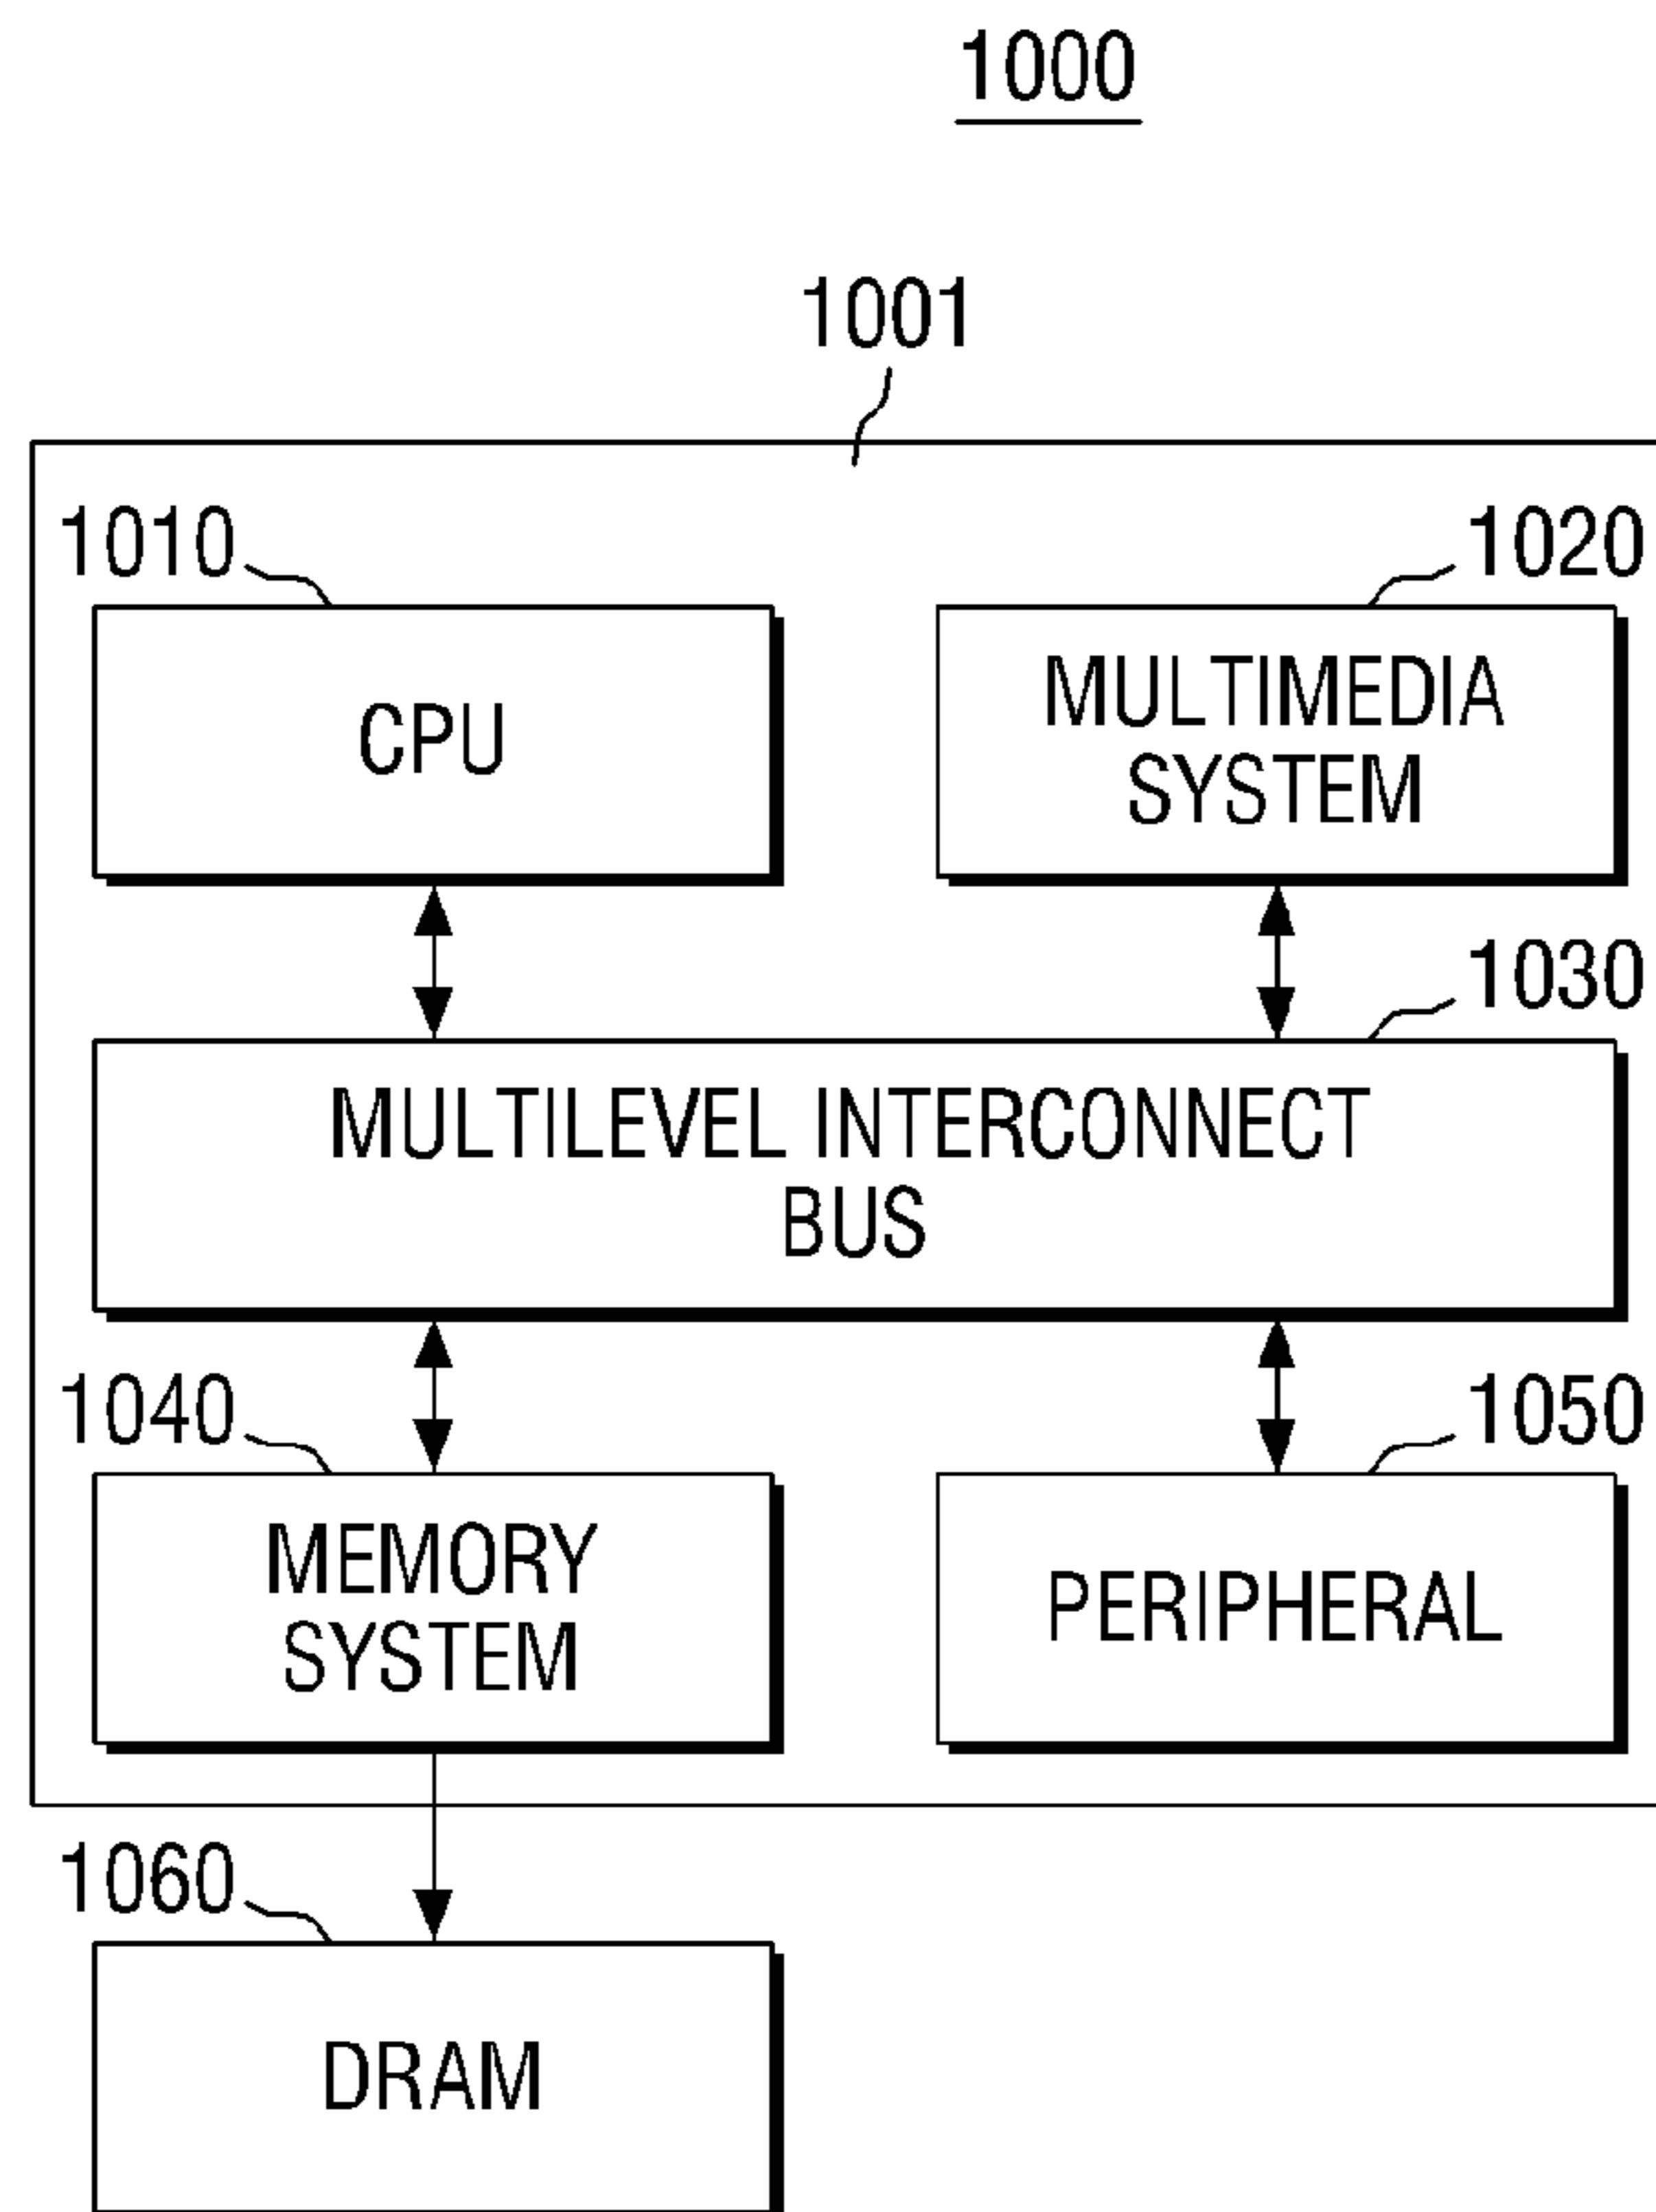 1000
1001
1010
1020
CPU
MULTIMEDIA
SYSTEM
1030
MULTILEVEL INTERCONNECT
BUS
1040
1050
MEMORY
SYSTEM
PERIPHERAL
1060
DRAM